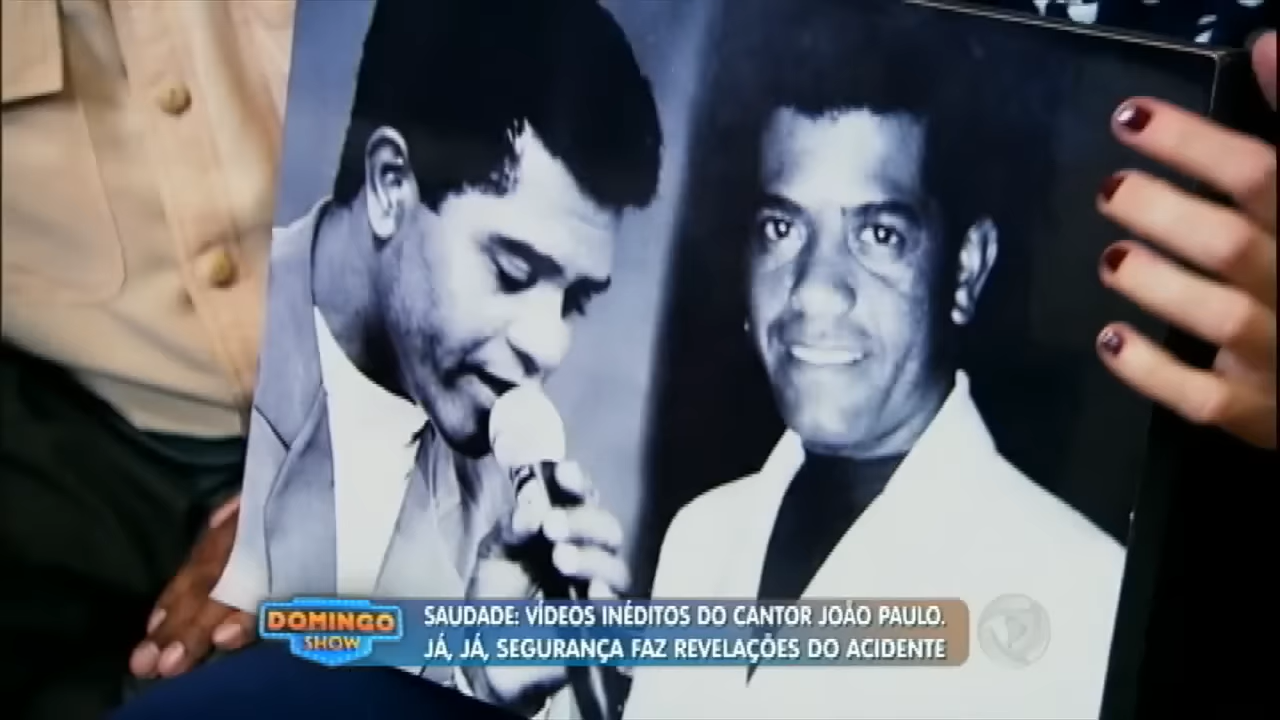 DOMINGO
SHOW
SAUDADE: VÍDEOS INÉDITOS DO CANTOR JOÃO PAULO.
JÁ, JÁ, SEGURANÇA FAZ REVELAÇÕES DO ACIDENTE